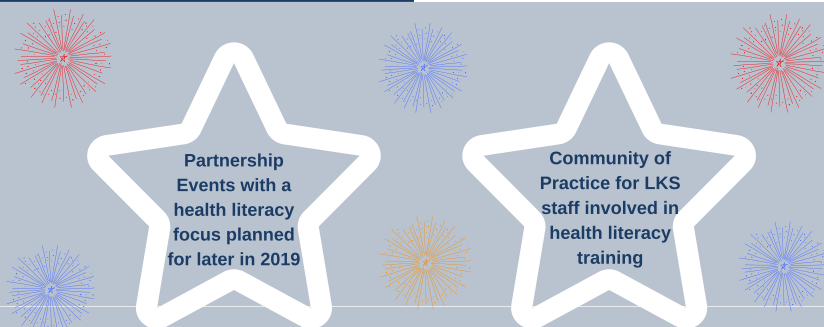 Partnership
Events with a
health literacy
focus planned
for later in 2019
Community of
Practice for LKS
staff involved in
health literacy
training